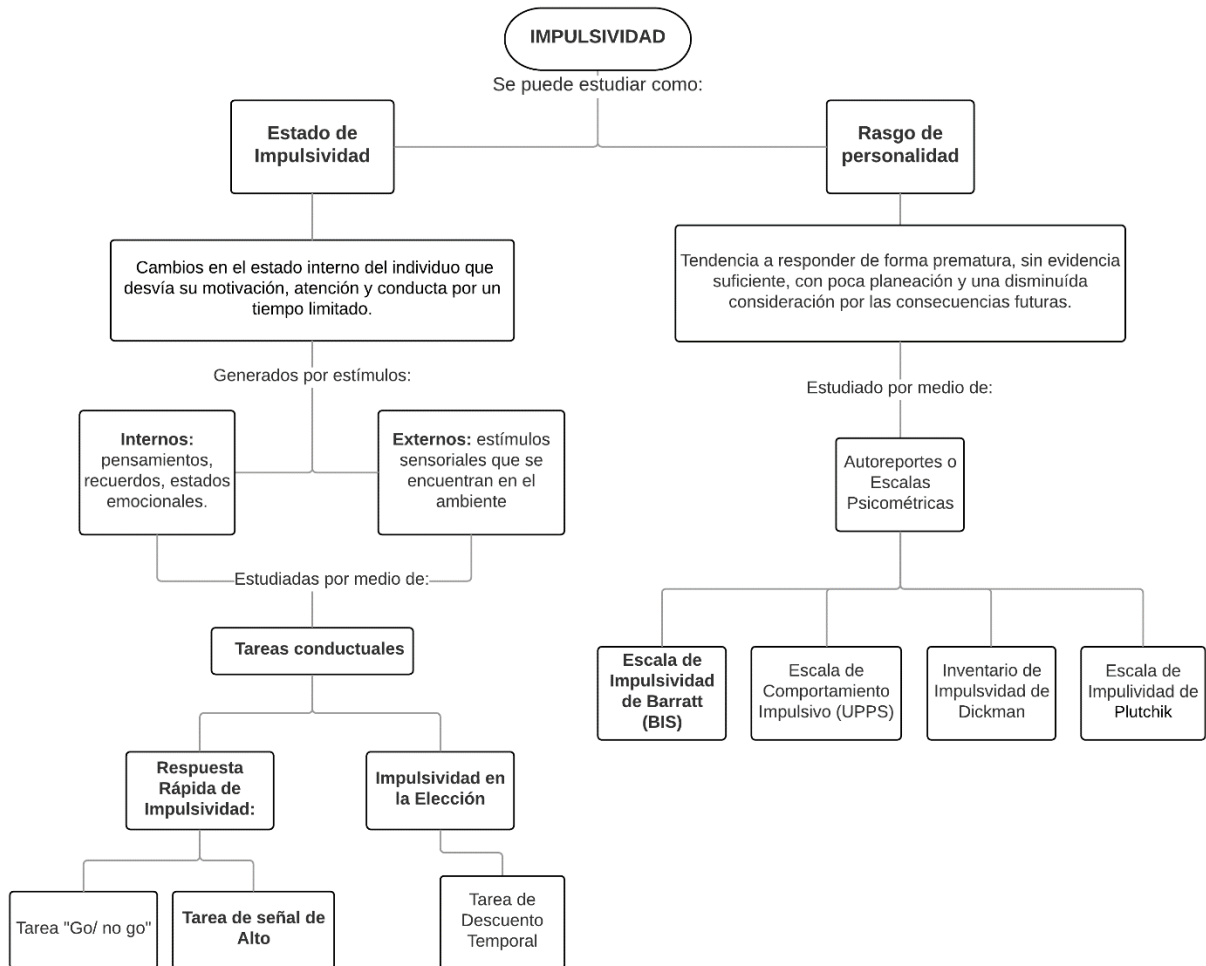 IMPULSIVIDAD
Se puede estudiar como:
Estado de
Impulsividad
Rasgo de
personalidad
Cambios en el estado interno del individuo que
desvía su motivación, atención y conducta por un
tiempo limitado.
Tendencia a responder de forma prematura, sin evidencia
suficiente, con poca planeación y una disminuída
consideración por las consecuencias futuras.
Generados por estímulos:
Estudiado por medio de:
Internos:
pensamientos,
recuerdos, estados
emocionales.
Externos: estímulos
sensoriales que se
encuentran en el
ambiente
Autoreportes o
Escalas
Psicométricas
Estudiadas por medio de:
Tareas conductuales
Escala de
Impulsividad
de Barratt
(BIS)
Escala de
Comportamiento
Impulsivo (UPPS)
Inventario de
Impulsvidad de
Dickman
Escala de
Impulividad de
Plutchik
Respuesta
Rápida de
Impulsividad:
Impulsividad en
la Elección
Tarea "Go/ no go"
Tarea de señal de
Alto
Tarea de
Descuento
Temporal